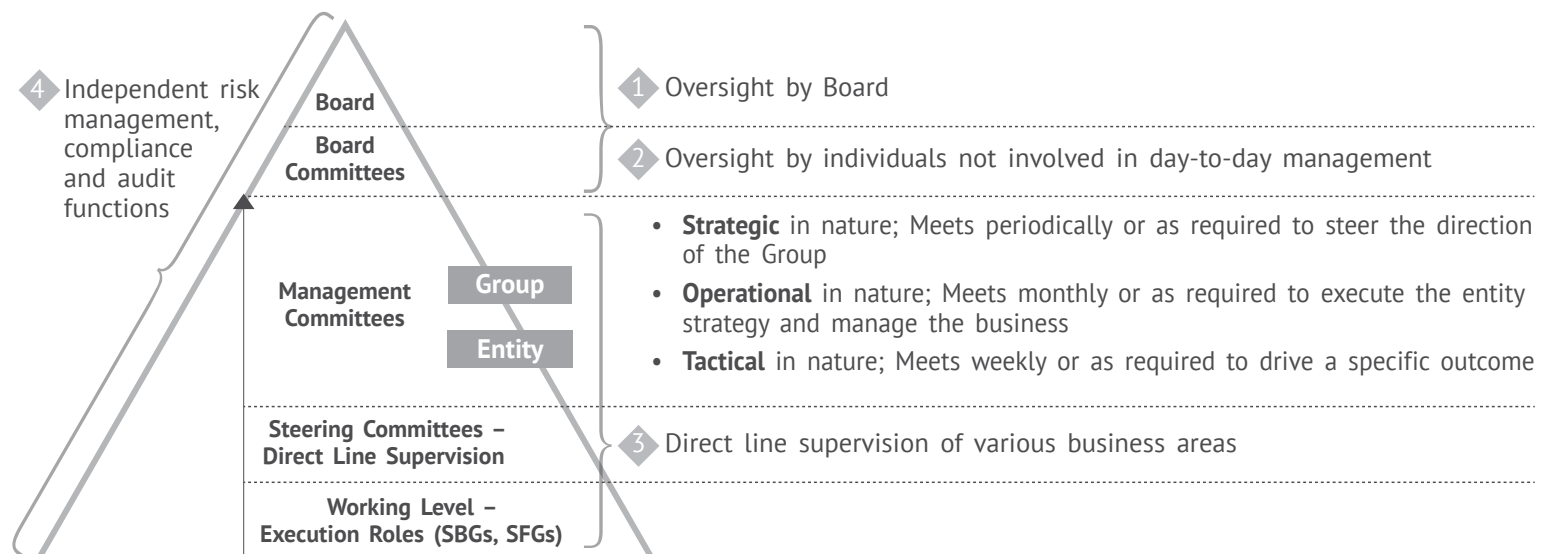 4 Independent risk
management,
compliance
and audit
functions
Board
1 Oversight by Board
Board
Committees
2 Oversight by individuals not involved in day-to-day management
Management
Committees
Group
Entity
• Strategic in nature; Meets periodically or as required to steer the direction
of the Group
• Operational in nature; Meets monthly or as required to execute the entity
strategy and manage the business
• Tactical in nature; Meets weekly or as required to drive a specific outcome
Steering Committees –
Direct Line Supervision
3 Direct line supervision of various business areas
Working Level –
Execution Roles (SBGs, SFGs)